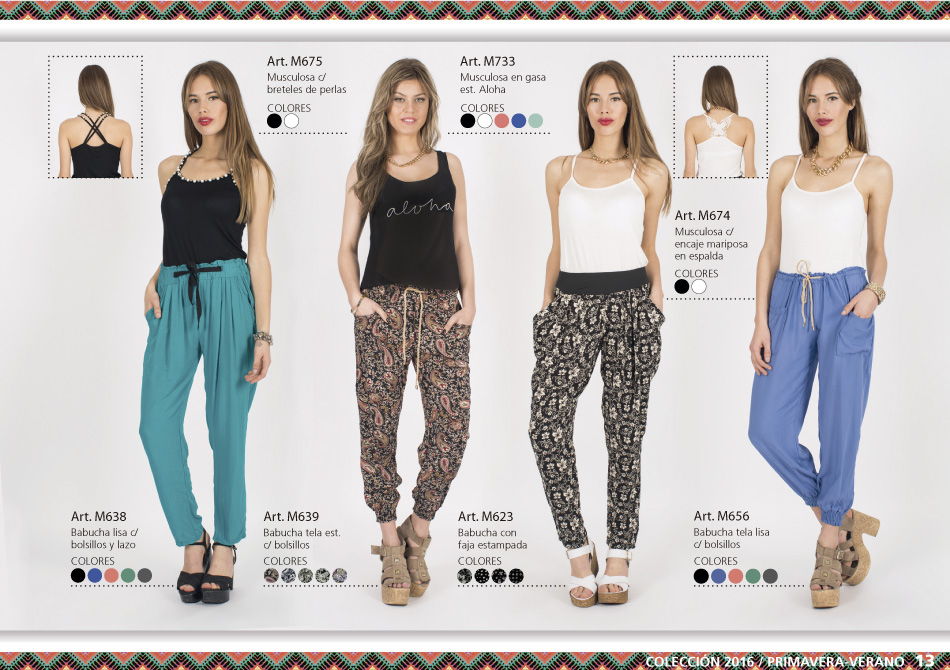 Art. M675
Musculosa c/
breteles de perlas
COLORES
Art. M733
Musculosa en gasa
est. Aloha
COLORES
aloha
Art. M674
Musculosa c/
encaje mariposa
en espalda
COLORES
Art. M638
Babucha lisa c/
bolsillos y lazo
COLORES
Art. M639
Babucha tela est.
c/ bolsillos
COLORES
Art. M623
Babucha con
faja estampada
COLORES
Art. M656
Babucha tela lisa
c/ bolsillos
COLORES
COLECCIÓN 2016 / PRIMAVERA-VERANO 13